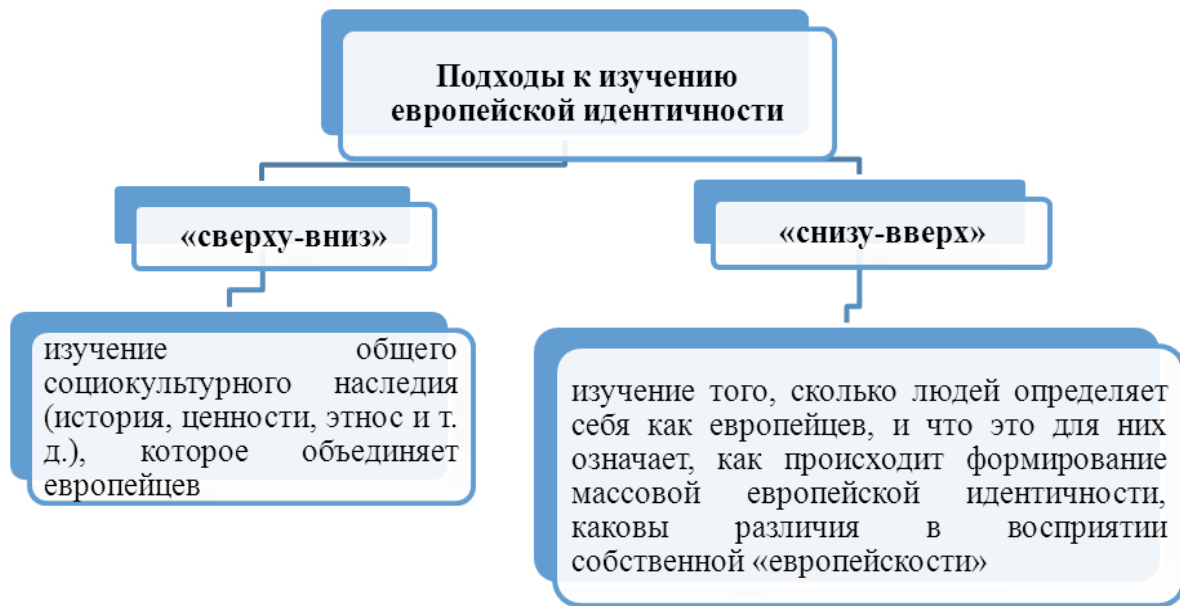 Подходы к изучению
европейской идентичности
«сверху-вниз»
«снизу-вверх»
изучение общего
социокультурного наследия
(история, ценности, этнос и т.
д.), которое объединяет
европейцев
изучение того, сколько людей определяет
себя как европейцев, и что это для них
означает, как происходит формирование
массовой европейской идентичности,
каковы различия в восприятии
собственной «европейскости»